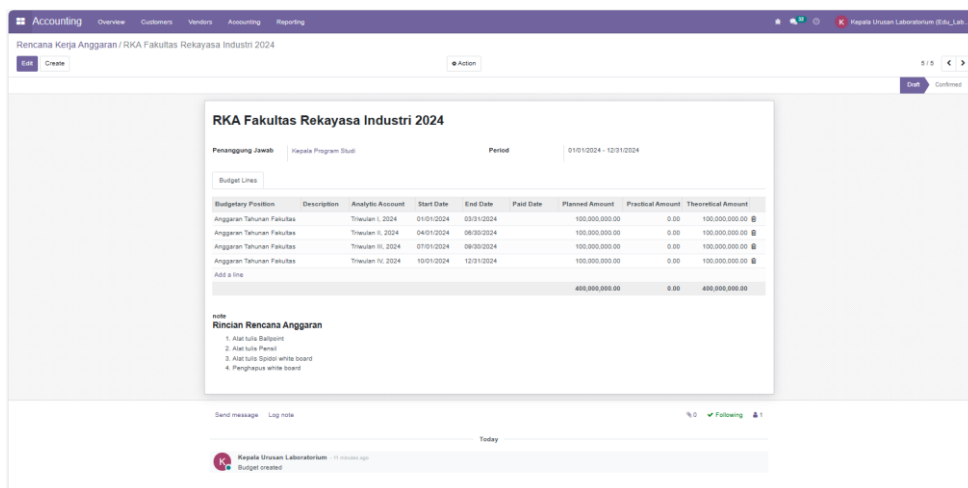 Accounting Overview Customers Vendors Accounting Reporting K Kepala Urusan Laboratorium (Edu_Lab...
Rencana Kerja Anggaran / RKA Fakultas Rekayasa Industri 2024
Edit Create Action 5 / 5
Draft Confirmed
RKA Fakultas Rekayasa Industri 2024
Penanggung Jawab Kepala Program Studi Period 01/01/2024 - 12/31/2024
Budget Lines
Budgetary Position Description Analytic Account Start Date End Date Paid Date Planned Amount Practical Amount Theoretical Amount
Anggaran Tahunan Fakultas Triwulan I, 2024 01/01/2024 03/31/2024 100,000,000.00 0.00 100,000,000.00
Anggaran Tahunan Fakultas Triwulan II, 2024 04/01/2024 06/30/2024 100,000,000.00 0.00 100,000,000.00
Anggaran Tahunan Fakultas Triwulan III, 2024 07/01/2024 09/30/2024 100,000,000.00 0.00 100,000,000.00
Anggaran Tahunan Fakultas Triwulan IV, 2024 10/01/2024 12/31/2024 100,000,000.00 0.00 100,000,000.00
Add a line
400,000,000.00 0.00 400,000,000.00
note
Rincian Rencana Anggaran
1. Alat tulis Ballpoint
2. Alat tulis Pensil
3. Alat tulis Spidol white board
4. Penghapus white board
Send message Log note 0 Following 1
Today
K Kepala Urusan Laboratorium - 11 minutes ago
Budget created